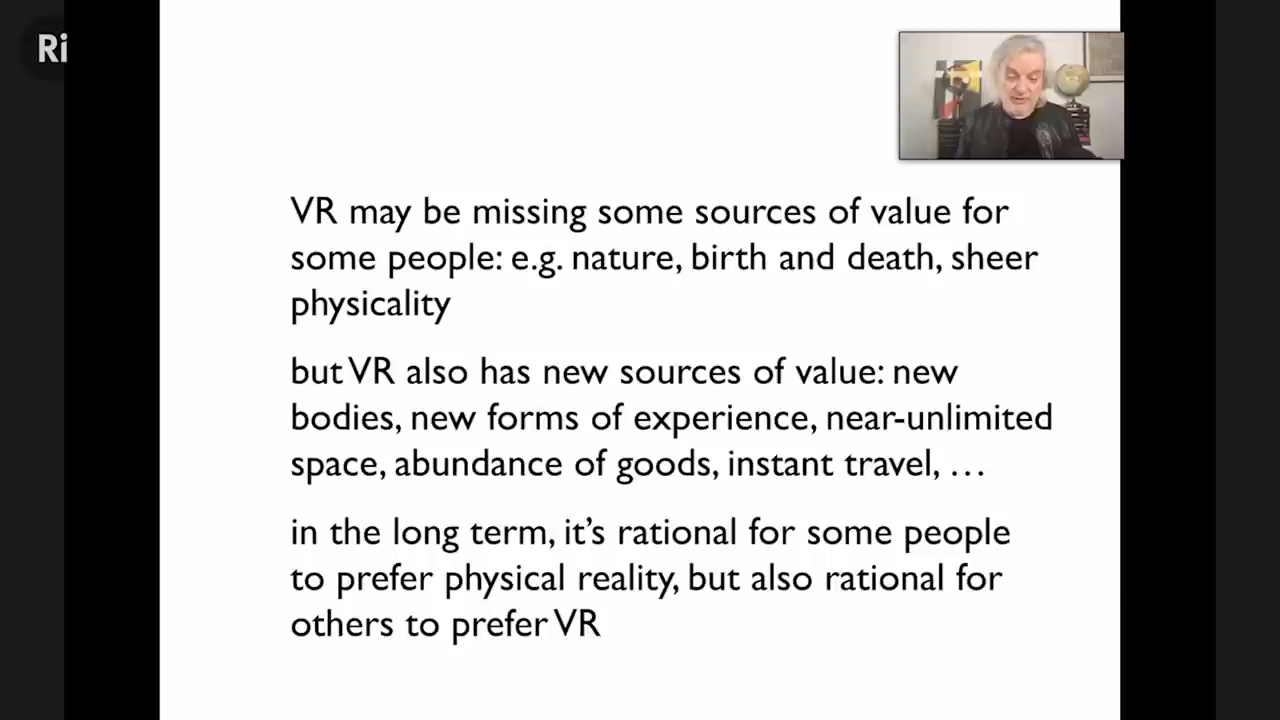 Ri
VR may be missing some sources of value for
some people: e.g. nature, birth and death, sheer
physicality
but VR also has new sources of value: new
bodies, new forms of experience, near-unlimited
space, abundance of goods, instant travel, …
in the long term, it’s rational for some people
to prefer physical reality, but also rational for
others to prefer VR